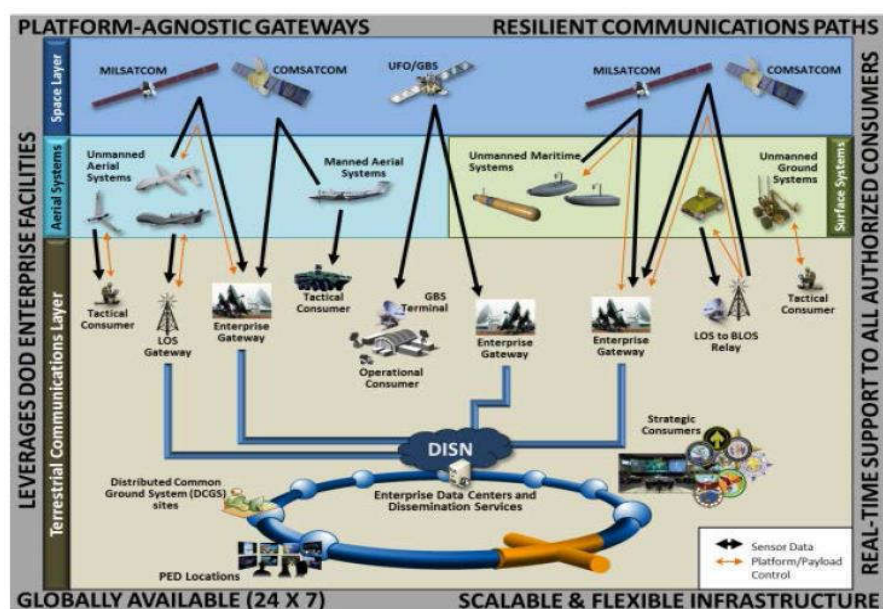 PLATFORM-AGNOSTIC GATEWAYS
RESILIENT COMMUNICATIONS PATHS
LEVERAGES DOD ENTERPRISE FACILITIES
REAL-TIME SUPPORT TO ALL AUTHORIZED CONSUMERS
Space Layer
MILSATCOM
COMSATCOM
UFO/GBS
MILSATCOM
COMSATCOM
Aerial Systems
Unmanned
Aerial
Systems
Manned Aerial
Systems
Unmanned Maritime
Systems
Unmanned
Ground
Systems
Surface Systems
Terrestrial Communications Layer
Tactical
Consumer
LOS
Gateway
Enterprise
Gateway
Tactical
Consumer
GBS
Terminal
Operational
Consumer
Enterprise
Gateway
Enterprise
Gateway
LOS to BLOS
Relay
Tactical
Consumer
DISN
Enterprise Data Centers and
Dissemination Services
Strategic
Consumers
Distributed Common
Ground System (DCGS)
sites
PED Locations
Sensor Data
Platform/Payload
Control
GLOBALLY AVAILABLE (24 X 7)
SCALABLE & FLEXIBLE INFRASTRUCTURE